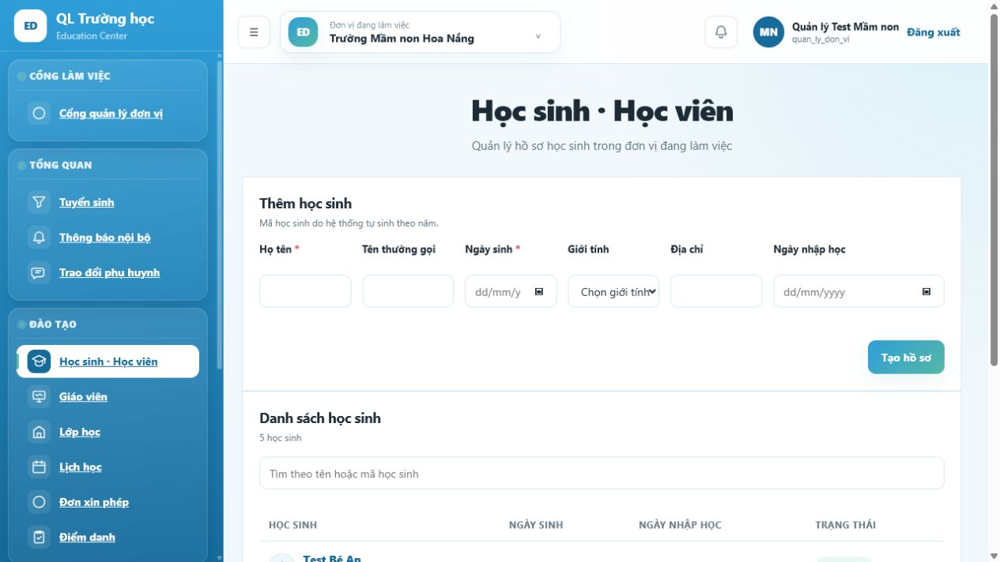 ED
QL Trường học
Education Center
CỔNG LÀM VIỆC
Cổng quản lý đơn vị
TỔNG QUAN
Tuyển sinh
Thông báo nội bộ
Trao đổi phụ huynh
ĐÀO TẠO
Học sinh · Học viên
Giáo viên
Lớp học
Lịch học
Đơn xin phép
Điểm danh
ED
Đơn vị đang làm việc
Trường Mầm non Hoa Nắng
MN
Quản lý Test Mầm non
quan_ly_don_vi
Đăng xuất
Học sinh · Học viên
Quản lý hồ sơ học sinh trong đơn vị đang làm việc
Thêm học sinh
Mã học sinh do hệ thống tự sinh theo năm.
Họ tên * Tên thường gọi Ngày sinh * Giới tính Địa chỉ Ngày nhập học
dd/mm/y Chọn giới tính dd/mm/yyyy
Tạo hồ sơ
Danh sách học sinh
5 học sinh
Tìm theo tên hoặc mã học sinh
HỌC SINH NGÀY SINH NGÀY NHẬP HỌC TRẠNG THÁI
Test Bé An